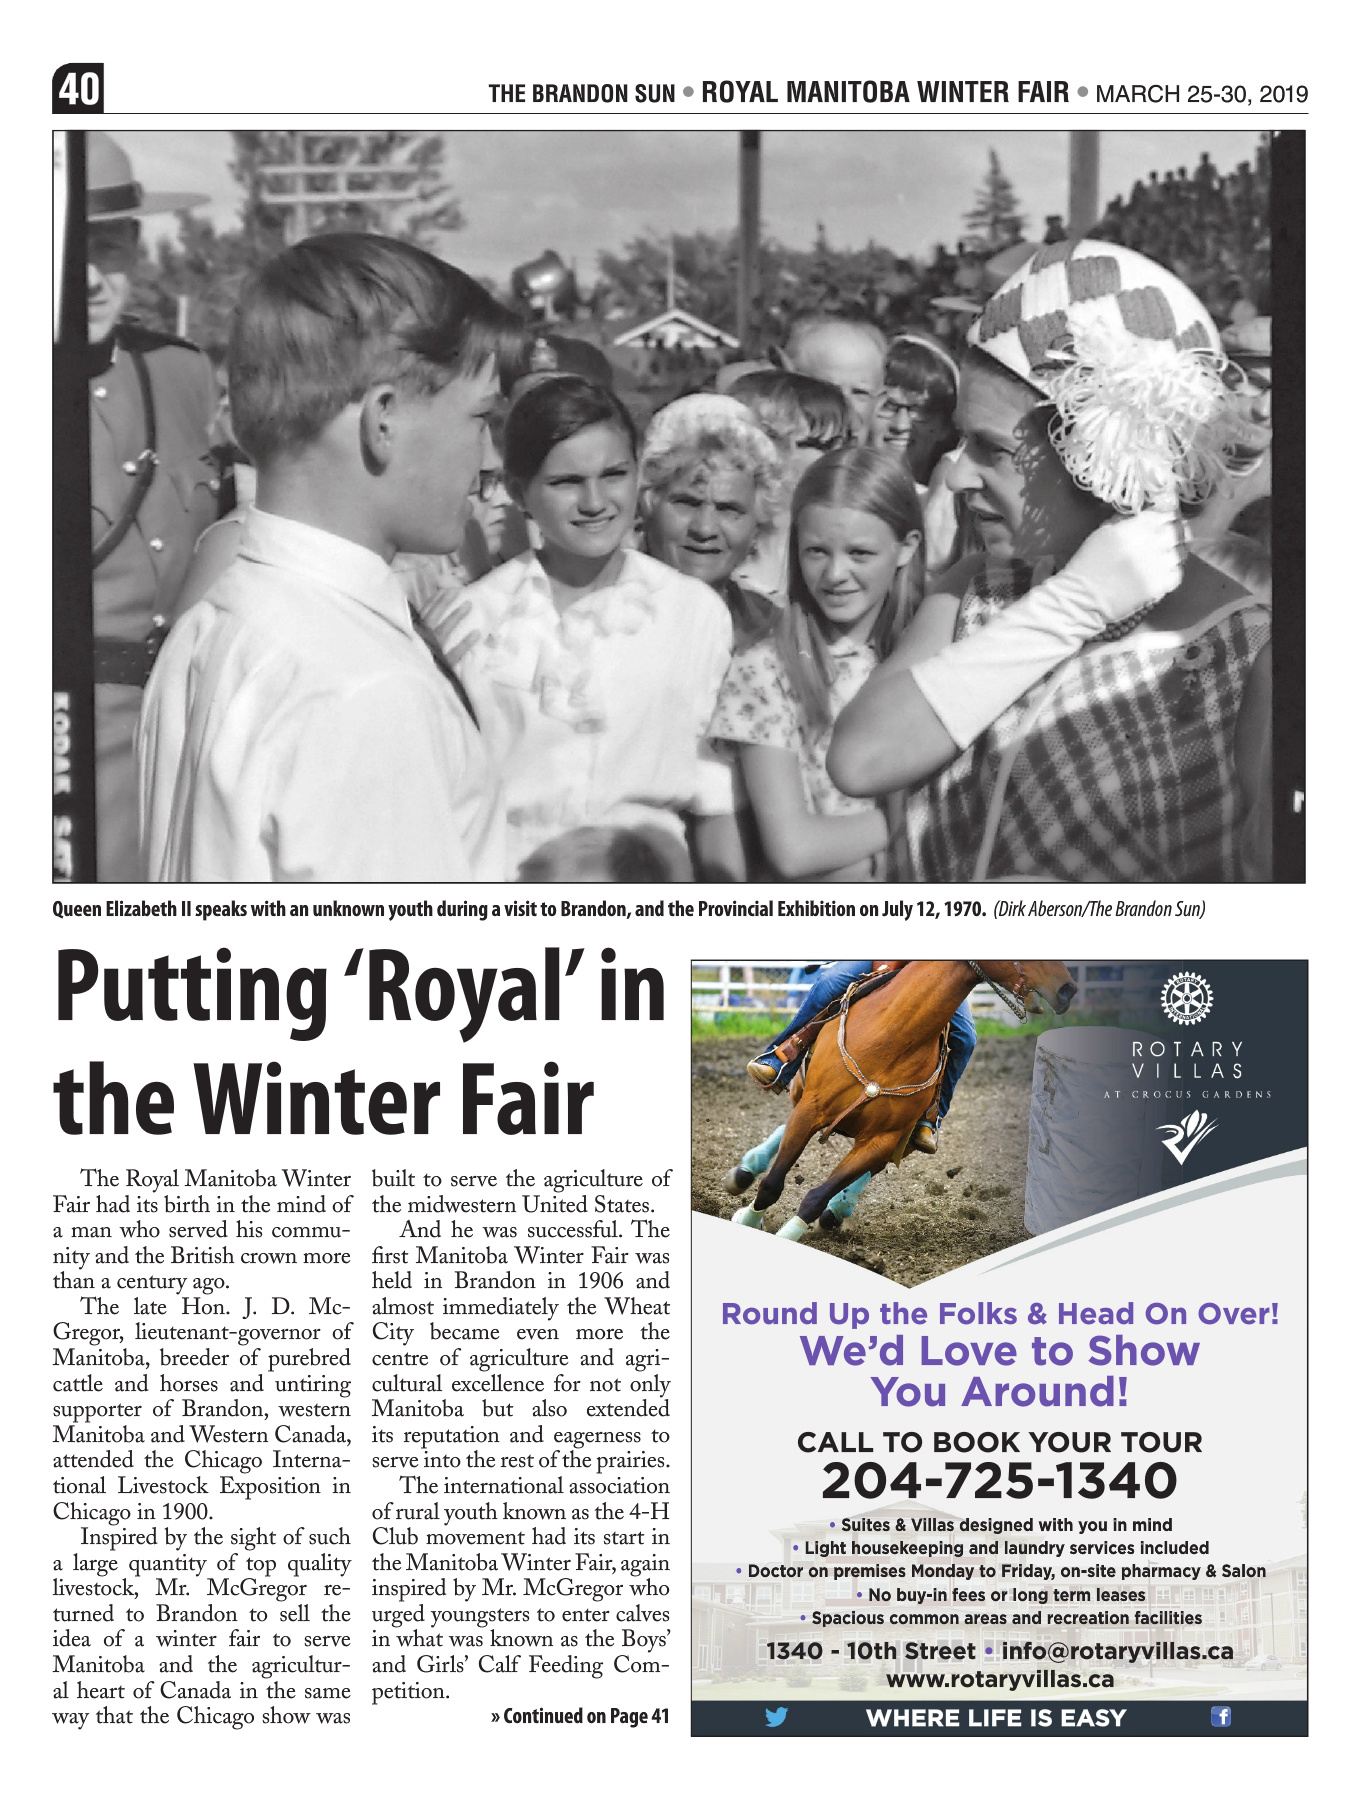 40
THE BRANDON SUN • ROYAL MANITOBA WINTER FAIR • MARCH 25-30, 2019
KODAK
Queen Elizabeth II speaks with an unknown youth during a visit to Brandon, and the Provincial Exhibition on July 12, 1970. (Dirk Aberson/The Brandon Sun)
Putting ‘Royal’ in
the Winter Fair
The Royal Manitoba Winter
Fair had its birth in the mind of
a man who served his commu-
nity and the British crown more
than a century ago.
The late Hon. J. D. Mc-
Gregor, lieutenant-governor of
Manitoba, breeder of purebred
cattle and horses and untiring
supporter of Brandon, western
Manitoba and Western Canada,
attended the Chicago Interna-
tional Livestock Exposition in
Chicago in 1900.
Inspired by the sight of such
a large quantity of top quality
livestock, Mr. McGregor re-
turned to Brandon to sell the
idea of a winter fair to serve
Manitoba and the agricultur-
al heart of Canada in the same
way that the Chicago show was
built to serve the agriculture of
the midwestern United States.
And he was successful. The
first Manitoba Winter Fair was
held in Brandon in 1906 and
almost immediately the Wheat
City became even more the
centre of agriculture and agri-
cultural excellence for not only
Manitoba but also extended
its reputation and eagerness to
serve into the rest of the prairies.
The international association
of rural youth known as the 4-H
Club movement had its start in
the Manitoba Winter Fair, again
inspired by Mr. McGregor who
urged youngsters to enter calves
in what was known as the Boys’
and Girls’ Calf Feeding Com-
petition.
» Continued on Page 41
ROTARY
VILLAS
AT CROCUS GARDENS
Round Up the Folks & Head On Over!
We’d Love to Show
You Around!
CALL TO BOOK YOUR TOUR
204-725-1340
• Suites & Villas designed with you in mind
• Light housekeeping and laundry services included
• Doctor on premises Monday to Friday, on-site pharmacy & Salon
• No buy-in fees or long term leases
• Spacious common areas and recreation facilities
1340 - 10th Street • info@rotaryvillas.ca
www.rotaryvillas.ca
WHERE LIFE IS EASY